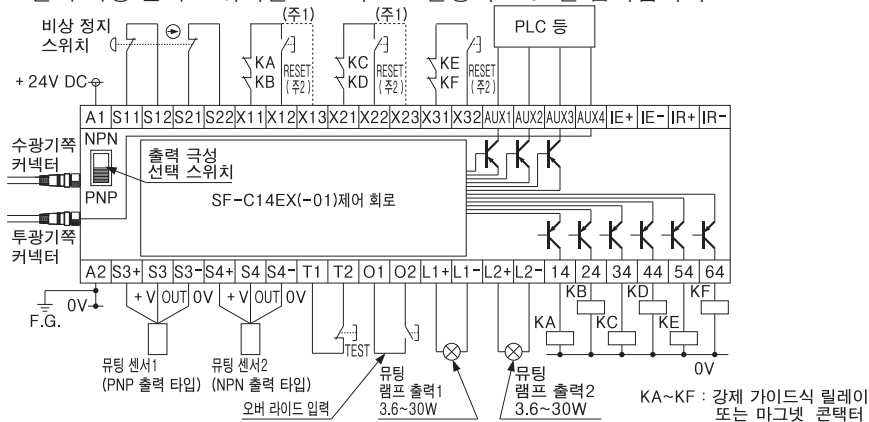 비상 정지
스위치
+ 24V DC
KA
KB
(주1)
RESET
(주2)
KC
KD
(주1)
RESET
(주2)
KE
KF
RESET
(주2)
PLC 등
A1 S11 S12 S21 S22 X11 X12 X13 X21 X22 X23 X31 X32 AUX1 AUX2 AUX3 AUX4 IE+ IE- IR+ IR-
수광기쪽
커넥터
NPN
PNP
출력 극성
선택 스위치
SF-C14EX(-01)제어 회로
투광기쪽
커넥터
A2 S3+ S3 S3- S4+ S4 S4- T1 T2 O1 O2 L1+ L1- L2+ L2- 14 24 34 44 54 64
0V
F.G.
+V OUT 0V
+V OUT 0V
뮤팅 센서1
(PNP 출력 타입)
뮤팅 센서2
(NPN 출력 타입)
TEST
오버 라이드 입력
뮤팅
램프 출력1
3.6~30W
뮤팅
램프 출력2
3.6~30W
KA
KB
KC
KD
KE
KF
0V
KA~KF : 강제 가이드식 릴레이
또는 마그넷 콘택터